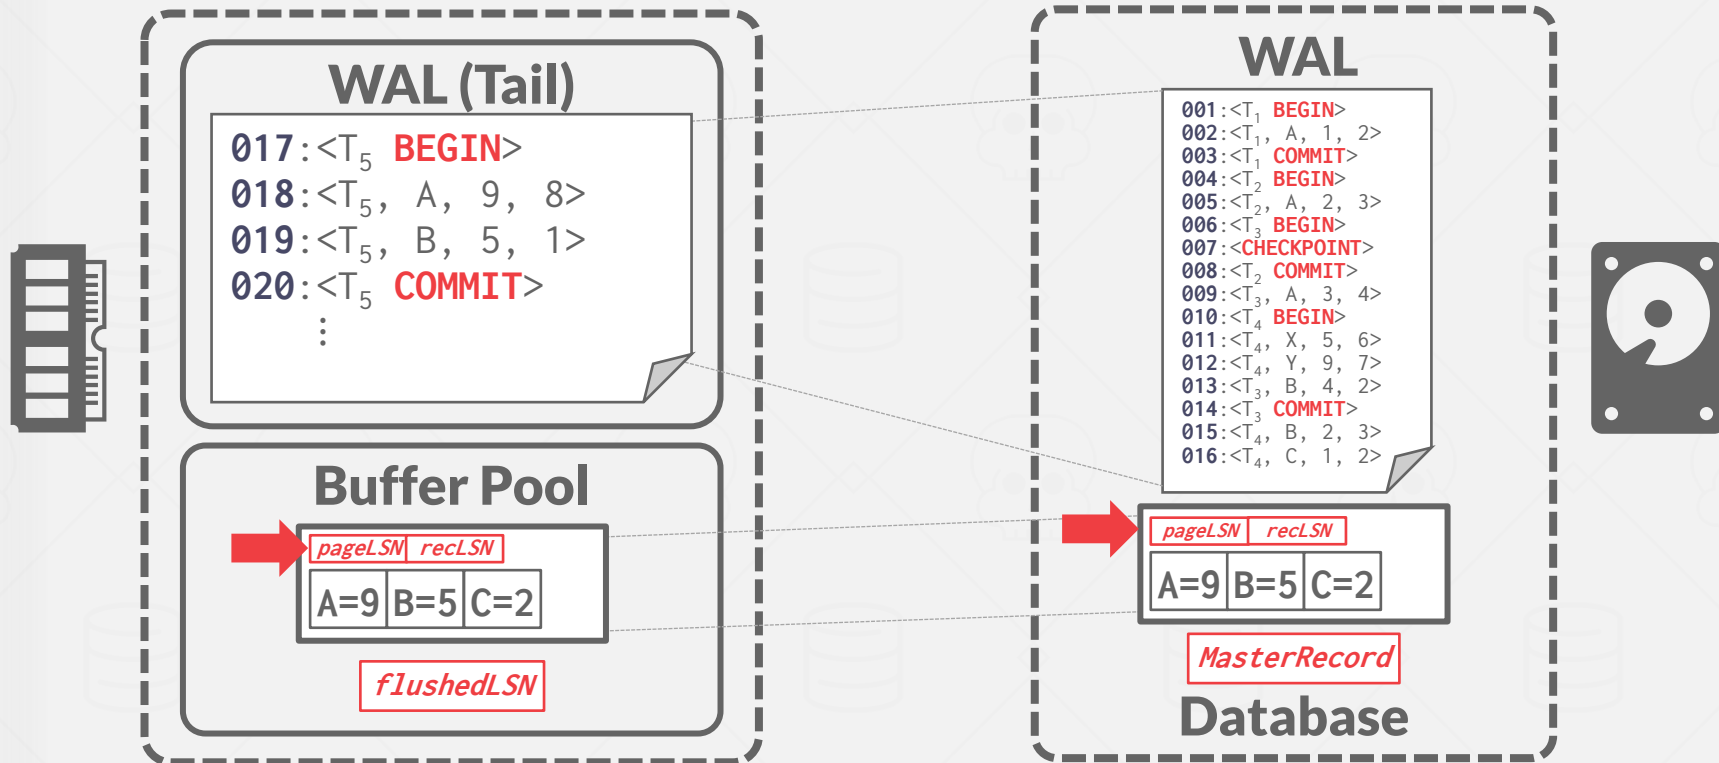 WAL (Tail)
017:<T5 BEGIN>
018:<T5, A, 9, 8>
019:<T5, B, 5, 1>
020:<T5 COMMIT>
⋮
Buffer Pool
pageLSN recLSN
A=9 B=5 C=2
flushedLSN
WAL
001:<T1 BEGIN>
002:<T1, A, 1, 2>
003:<T1 COMMIT>
004:<T2 BEGIN>
005:<T2, A, 2, 3>
006:<T3 BEGIN>
007:<CHECKPOINT>
008:<T2 COMMIT>
009:<T3, A, 3, 4>
010:<T4 BEGIN>
011:<T4, X, 5, 6>
012:<T4, Y, 9, 7>
013:<T3, B, 4, 2>
014:<T3 COMMIT>
015:<T4, B, 2, 3>
016:<T4, C, 1, 2>
pageLSN recLSN
A=9 B=5 C=2
MasterRecord
Database